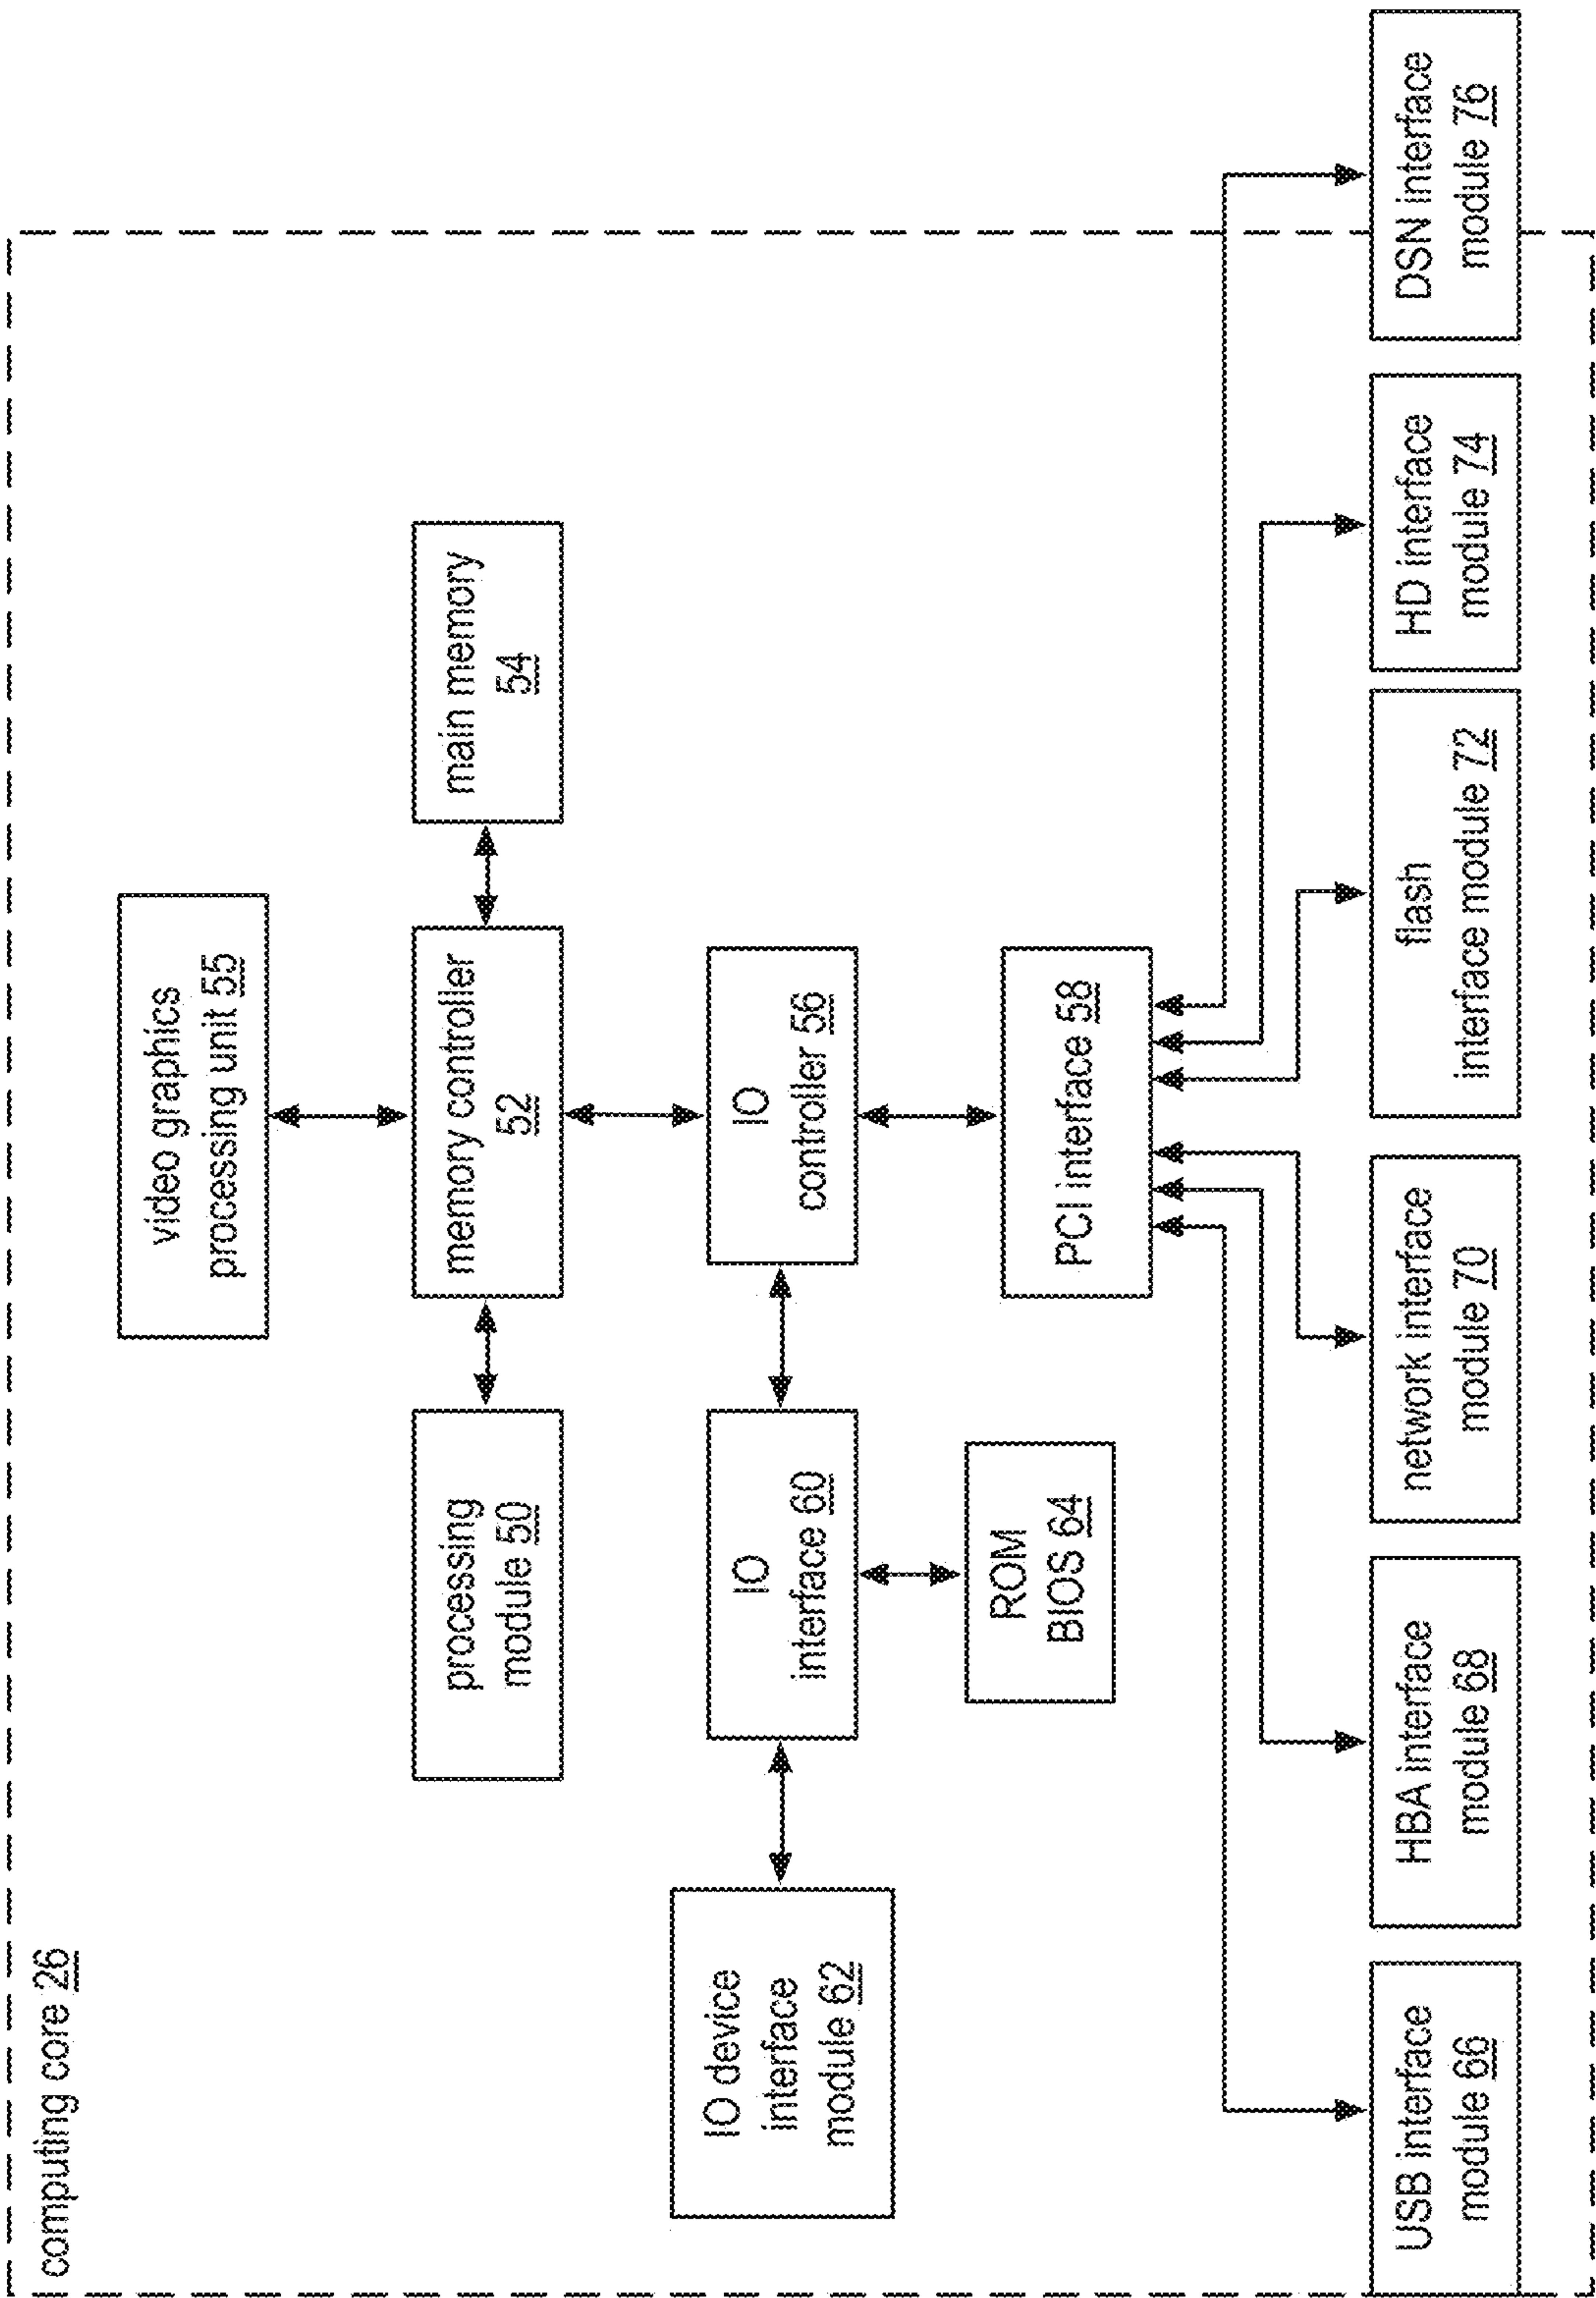 computing core 26
video graphics
processing unit 55
processing
module 50
memory controller
52
main memory
54
IO device
interface
module 62
IO
interface 60
IO
controller 56
ROM
BIOS 64
PCI interface 58
USB interface
module 66
HBA interface
module 68
network interface
module 70
flash
interface module 72
HD interface
module 74
DSN interface
module 76